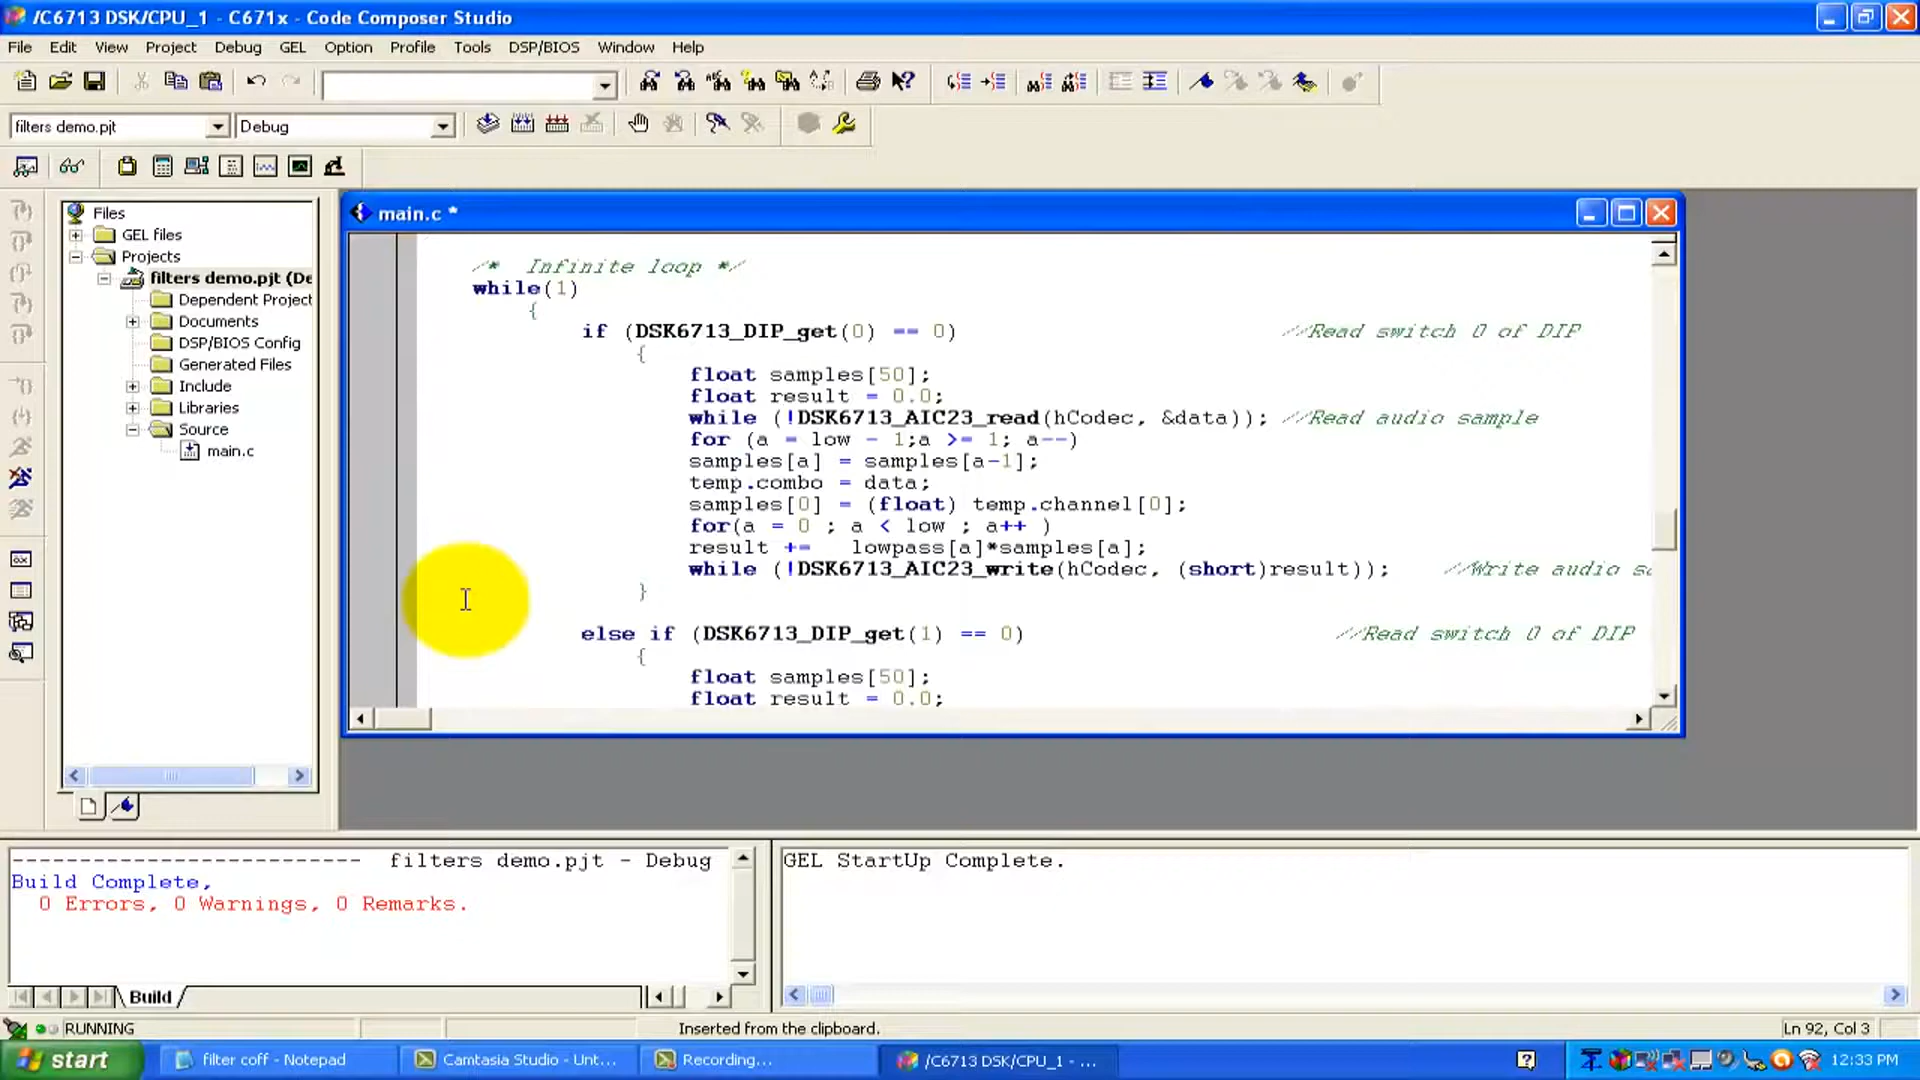 /C6713 DSK/CPU_1 - C671x - Code Composer Studio
File Edit View Project Debug GEL Option Profile Tools DSP/BIOS Window Help
filters demo.pjt Debug
Files
GEL files
Projects
filters demo.pjt (De
Dependent Project
Documents
DSP/BIOS Config
Generated Files
Include
Libraries
Source
main.c
main.c *
/* Infinite loop */
while(1)
{
if (DSK6713_DIP_get(0) == 0) //Read switch 0 of DIP
{
float samples[50];
float result = 0.0;
while (!DSK6713_AIC23_read(hCodec, &data)); //Read audio sample
for (a = low - 1;a >= 1; a--)
samples[a] = samples[a-1];
temp.combo = data;
samples[0] = (float) temp.channel[0];
for(a = 0 ; a < low ; a++ )
result += lowpass[a]*samples[a];
while (!DSK6713_AIC23_write(hCodec, (short)result)); //Write audio sa
}
else if (DSK6713_DIP_get(1) == 0) //Read switch 0 of DIP
{
float samples[50];
float result = 0.0;
-------------------------- filters demo.pjt - Debug
Build Complete,
0 Errors, 0 Warnings, 0 Remarks.
Build
GEL StartUp Complete.
RUNNING Inserted from the clipboard. Ln 92, Col 3
start filter coff - Notepad Camtasia Studio - Unt... Recording... /C6713 DSK/CPU_1 - ... 12:33 PM